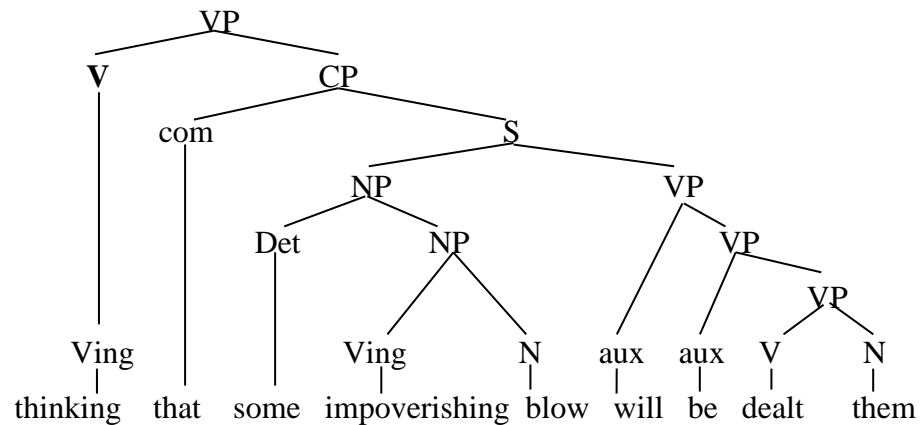 VP
V CP
com S
NP VP
Det NP VP
VP
Ving Ving N aux aux V N
thinking that some impoverishing blow will be dealt them